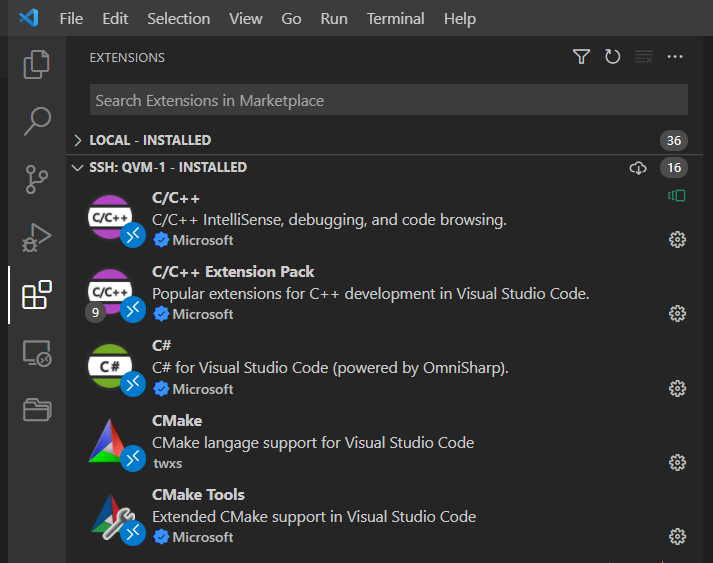 File Edit Selection View Go Run Terminal Help
EXTENSIONS
Search Extensions in Marketplace
LOCAL - INSTALLED 36
SSH: QVM-1 - INSTALLED 16
C/C++
C/C++ C/C++ IntelliSense, debugging, and code browsing.
Microsoft
C/C++ Extension Pack
C/C++ Popular extensions for C++ development in Visual Studio Code.
9 Microsoft
C#
C# C# for Visual Studio Code (powered by OmniSharp).
Microsoft
CMake
CMake langage support for Visual Studio Code
twxs
CMake Tools
Extended CMake support in Visual Studio Code
Microsoft